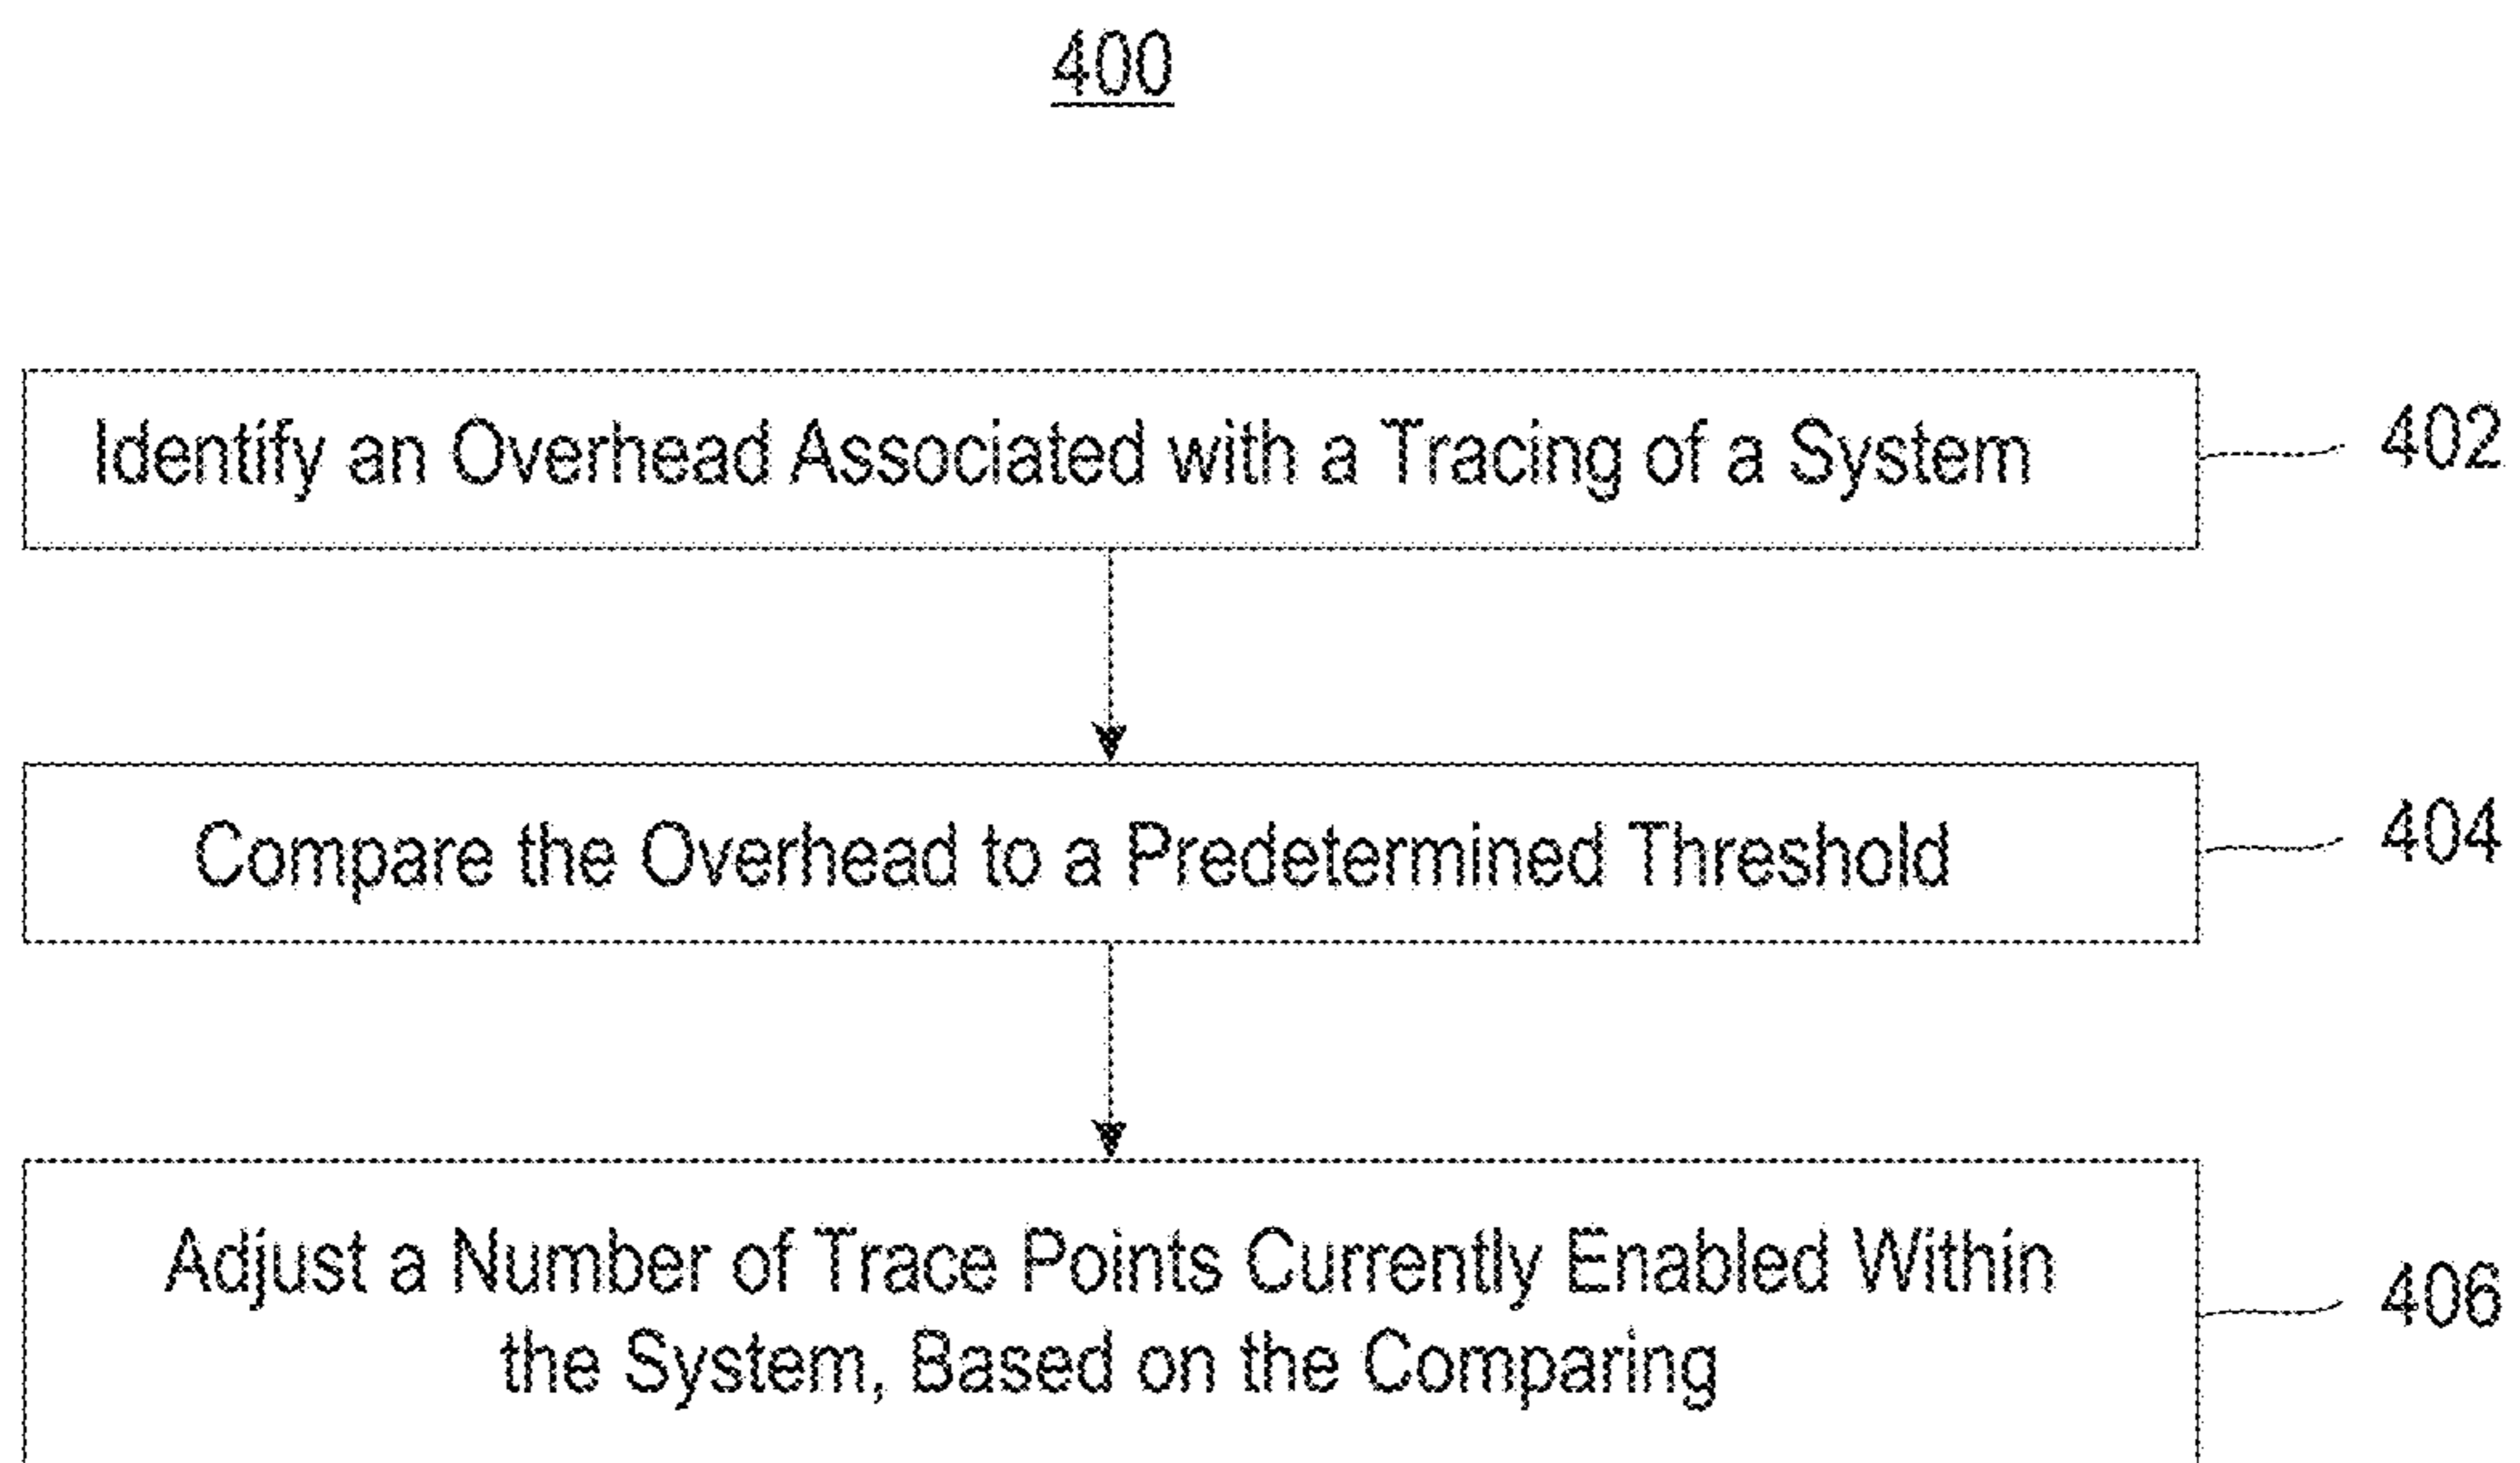 400
Identify an Overhead Associated with a Tracing of a System
402
Compare the Overhead to a Predetermined Threshold
404
Adjust a Number of Trace Points Currently Enabled Within
the System, Based on the Comparing
406